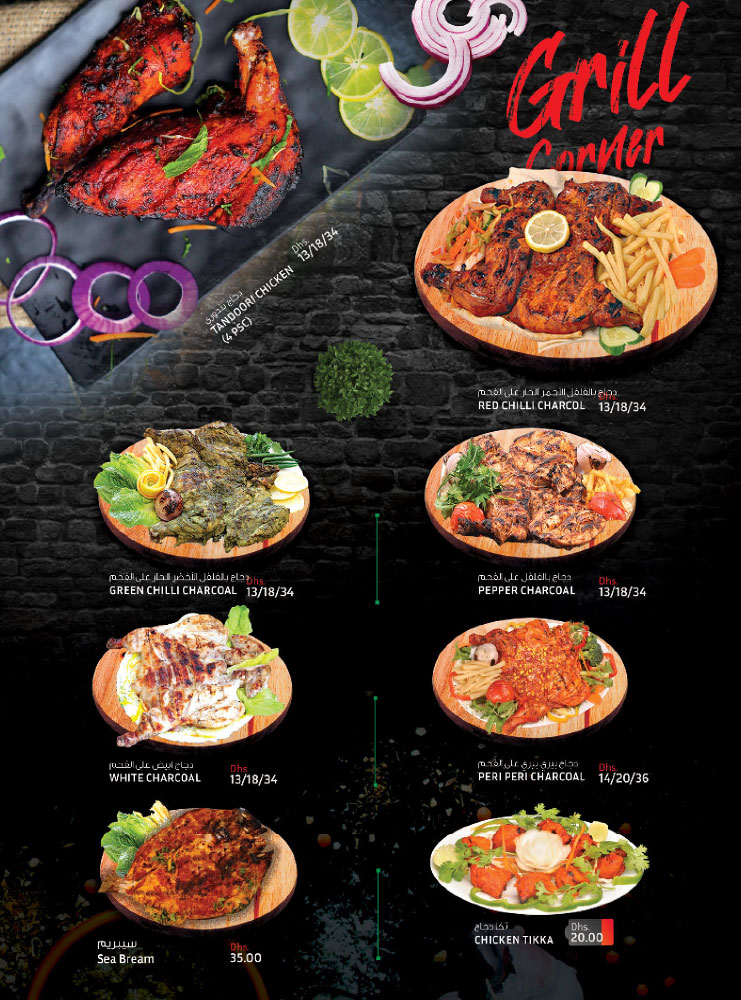 Grill
Corner
دجاج تندوري
TANDOORI CHICKEN
(4 PSC)
Dhs.
13/18/34
دجاج بالفلفل الأحمر الحار على الفحم
RED CHILLI CHARCOL
Dhs.
13/18/34
دجاج بالفلفل الأخضر الحار على الفحم
GREEN CHILLI CHARCOAL
Dhs.
13/18/34
دجاج بالفلفل على الفحم
PEPPER CHARCOAL
Dhs.
13/18/34
دجاج ابيض على الفحم
WHITE CHARCOAL
Dhs.
13/18/34
دجاج بيري بيري على الفحم
PERI PERI CHARCOAL
Dhs.
14/20/36
سيبريم
Sea Bream
Dhs.
35.00
تكا دجاج
CHICKEN TIKKA
Dhs.
20.00